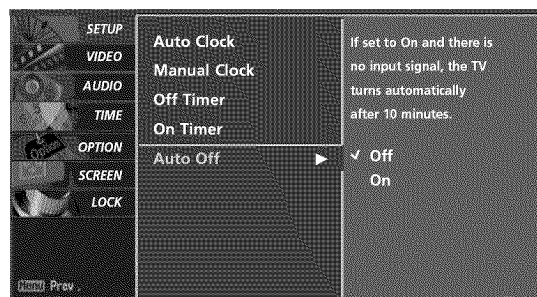 SETUP
VIDEO
AUDIO
TIME
OPTION
SCREEN
LOCK
Menu Prev.
Auto Clock
Manual Clock
Off Timer
On Timer
Auto Off ▶
If set to On and there is
no input signal, the TV
turns automatically
after 10 minutes.
✓ Off
On
Option